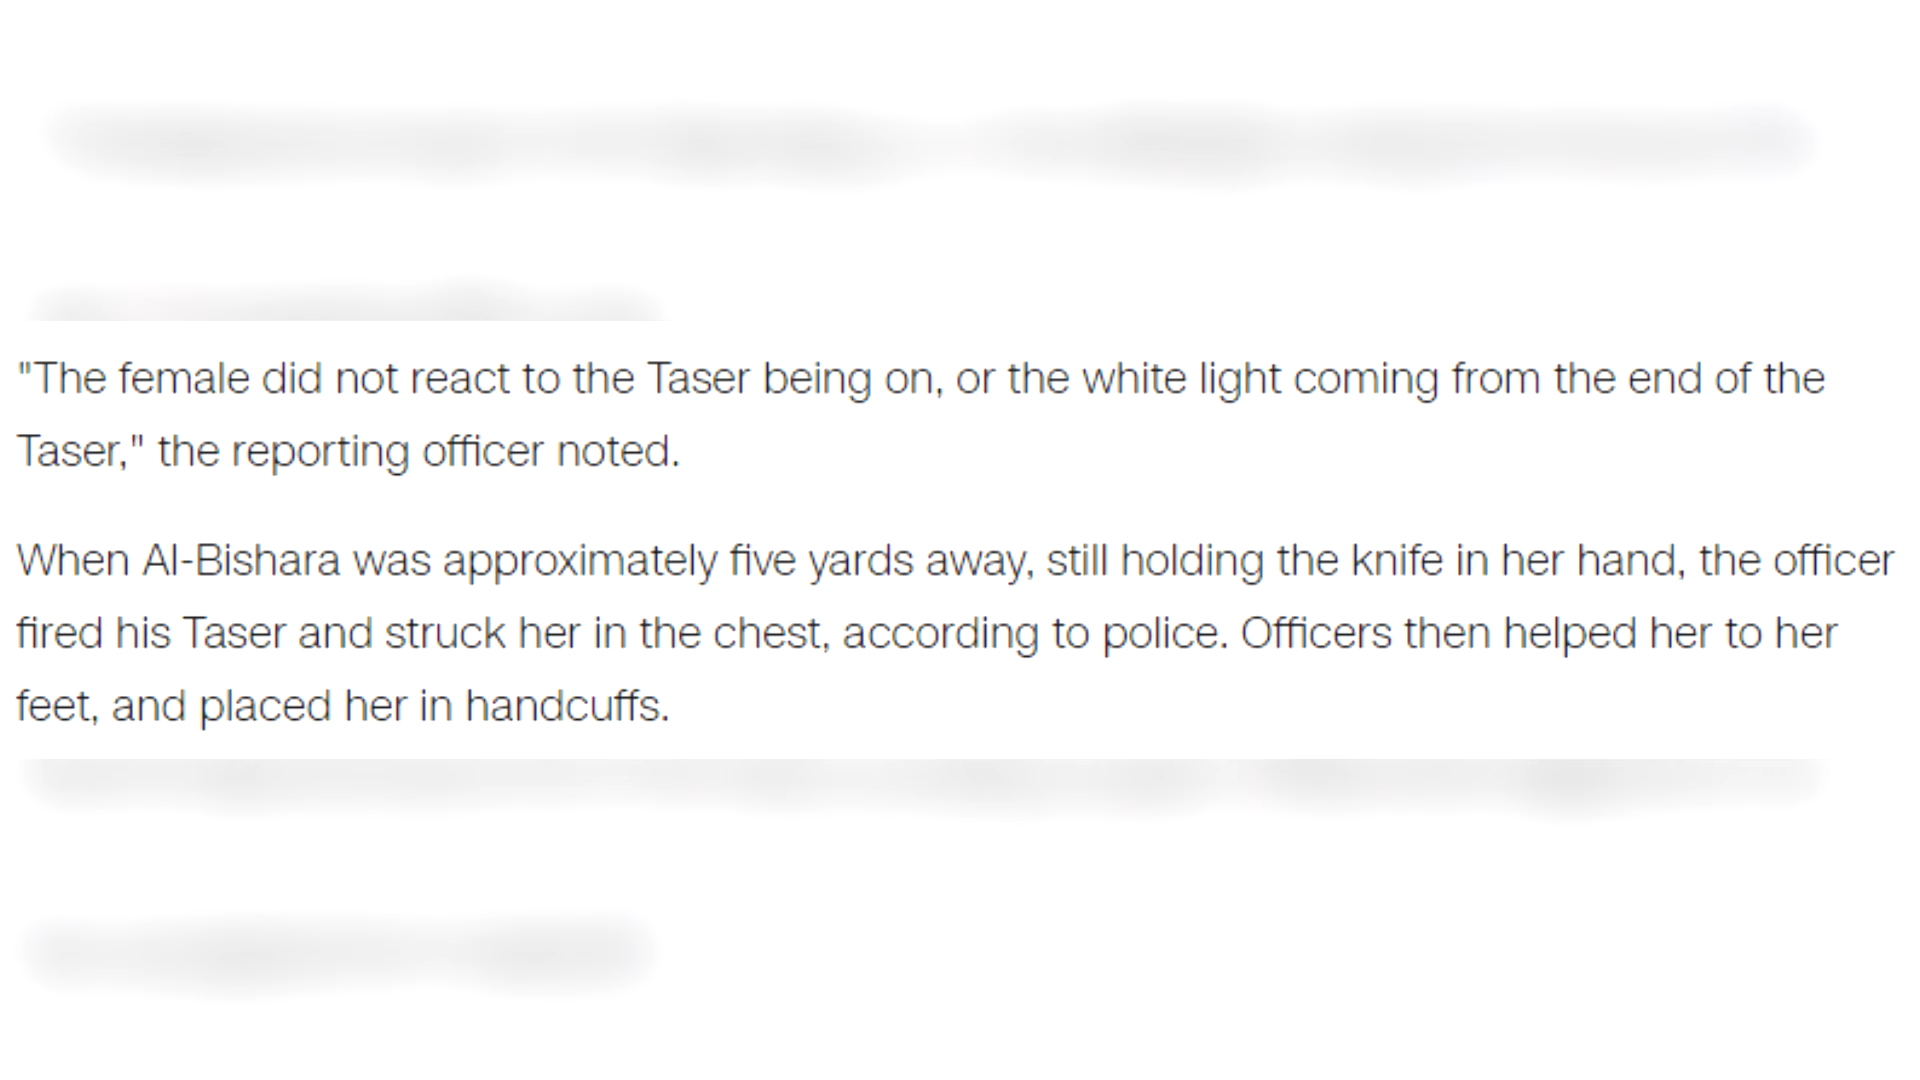 "The female did not react to the Taser being on, or the white light coming from the end of the
Taser," the reporting officer noted.
When Al-Bishara was approximately five yards away, still holding the knife in her hand, the officer
fired his Taser and struck her in the chest, according to police. Officers then helped her to her
feet, and placed her in handcuffs.